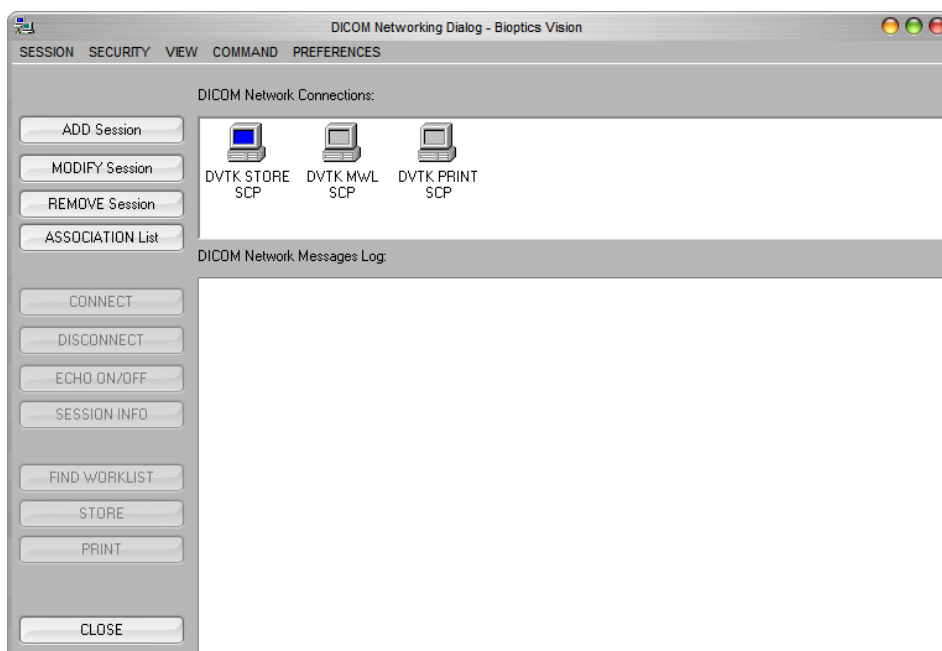 DICOM Networking Dialog - Bioptics Vision
SESSION SECURITY VIEW COMMAND PREFERENCES
DICOM Network Connections:
ADD Session
MODIFY Session
REMOVE Session
ASSOCIATION List
DVTK STORE SCP
DVTK MWL SCP
DVTK PRINT SCP
DICOM Network Messages Log:
CONNECT
DISCONNECT
ECHO ON/OFF
SESSION INFO
FIND WORKLIST
STORE
PRINT
CLOSE